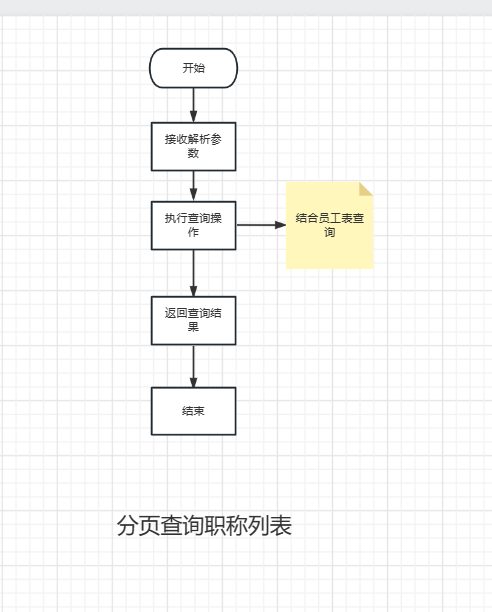 开始
接收解析参
数
执行查询操
作
结合员工表查
询
返回查询结
果
结束
分页查询职称列表